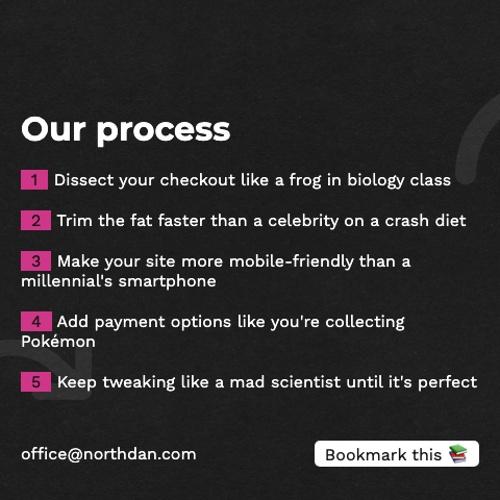 Our process
1 Dissect your checkout like a frog in biology class
2 Trim the fat faster than a celebrity on a crash diet
3 Make your site more mobile-friendly than a
millennial's smartphone
4 Add payment options like you're collecting
Pokémon
5 Keep tweaking like a mad scientist until it's perfect
office@northdan.com
Bookmark this